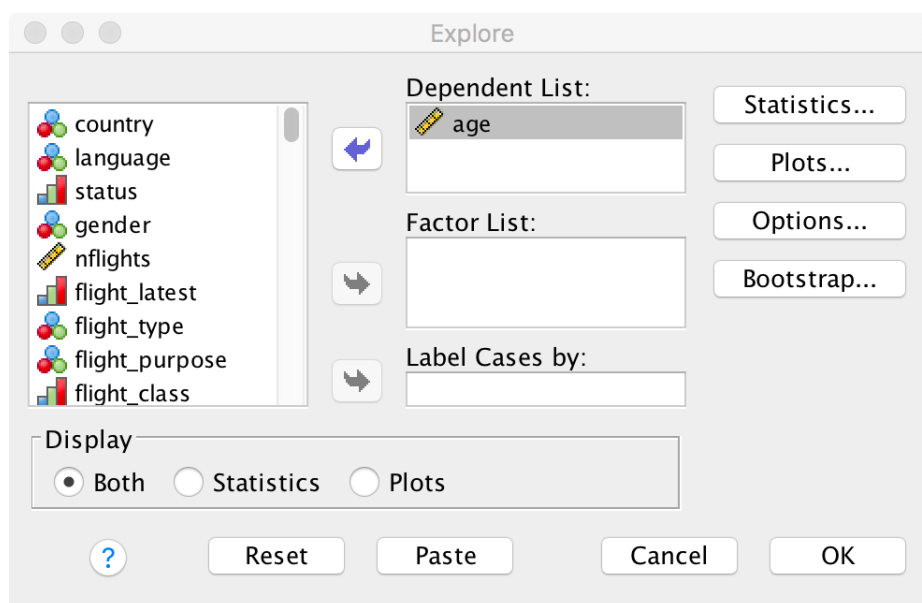 Explore
country
language
status
gender
nflights
flight_latest
flight_type
flight_purpose
flight_class
Dependent List:
age
Factor List:
Label Cases by:
Statistics...
Plots...
Options...
Bootstrap...
Display
Both Statistics Plots
? Reset Paste Cancel OK